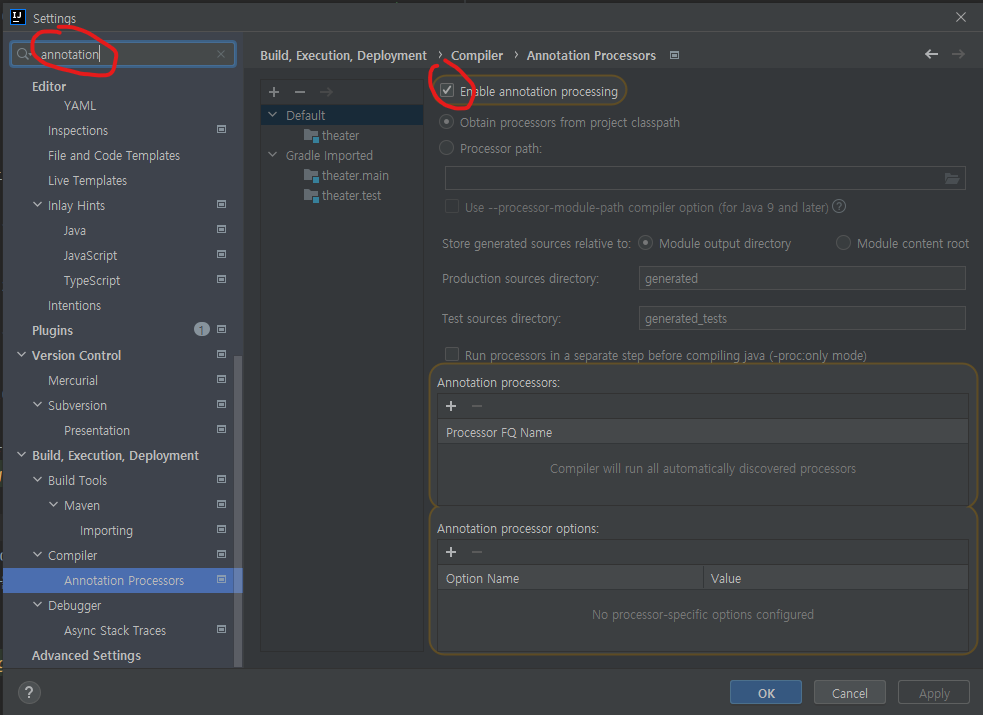 IJ
Settings
annotation
Editor
YAML
Inspections
File and Code Templates
Live Templates
Inlay Hints
Java
JavaScript
TypeScript
Intentions
Plugins 1
Version Control
Mercurial
Subversion
Presentation
Build, Execution, Deployment
Build Tools
Maven
Importing
Compiler
Annotation Processors
Debugger
Async Stack Traces
Advanced Settings
Build, Execution, Deployment › Compiler › Annotation Processors
Default
theater
Gradle Imported
theater.main
theater.test
Enable annotation processing
Obtain processors from project classpath
Processor path:
Use --processor-module-path compiler option (for Java 9 and later) ?
Store generated sources relative to: Module output directory Module content root
Production sources directory: generated
Test sources directory: generated_tests
Run processors in a separate step before compiling java (-proc:only mode)
Annotation processors:
Processor FQ Name
Compiler will run all automatically discovered processors
Annotation processor options:
Option Name Value
No processor-specific options configured
? OK Cancel Apply